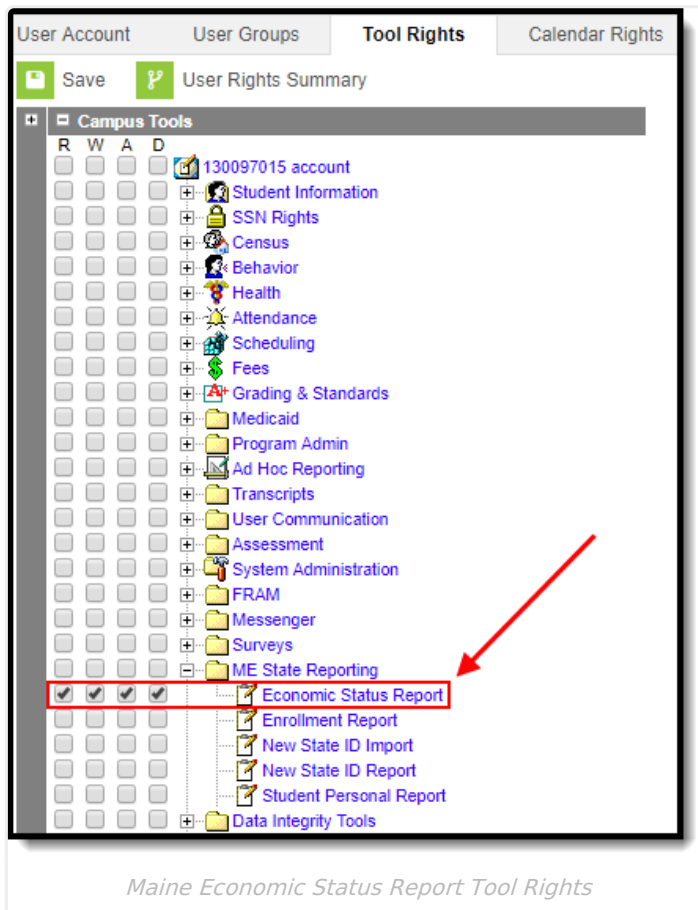 User Account User Groups Tool Rights Calendar Rights
Save User Rights Summary
Campus Tools
R W A D
130097015 account
Student Information
SSN Rights
Census
Behavior
Health
Attendance
Scheduling
Fees
Grading & Standards
Medicaid
Program Admin
Ad Hoc Reporting
Transcripts
User Communication
Assessment
System Administration
FRAM
Messenger
Surveys
ME State Reporting
Economic Status Report
Enrollment Report
New State ID Import
New State ID Report
Student Personal Report
Data Integrity Tools
Maine Economic Status Report Tool Rights